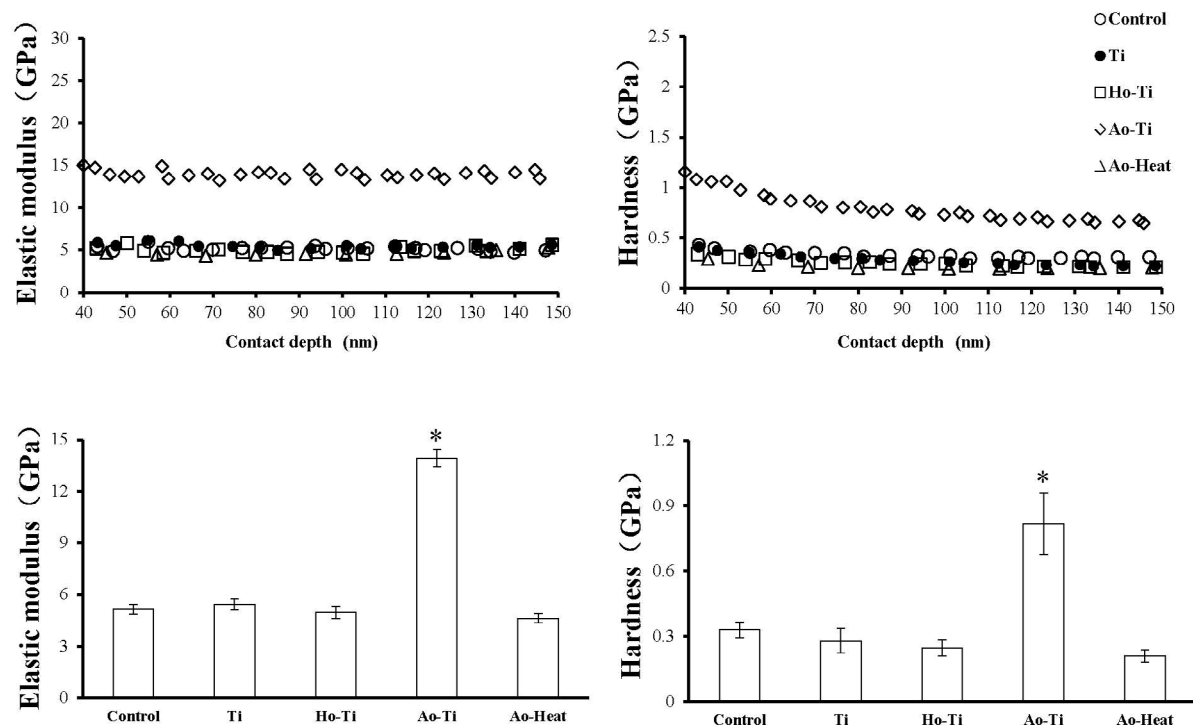 Elastic modulus（GPa）
30
25
20
15
10
5
0
40 50 60 70 80 90 100 110 120 130 140 150
Contact depth (nm)
Hardness（GPa）
2.5
2
1.5
1
0.5
0
40 50 60 70 80 90 100 110 120 130 140 150
Contact depth (nm)
Control
Ti
Ho-Ti
Ao-Ti
Ao-Heat
Elastic modulus（GPa）
15
12
9
6
3
0
*
Control Ti Ho-Ti Ao-Ti Ao-Heat
Hardness（GPa）
1.2
0.9
0.6
0.3
0
*
Control Ti Ho-Ti Ao-Ti Ao-Heat